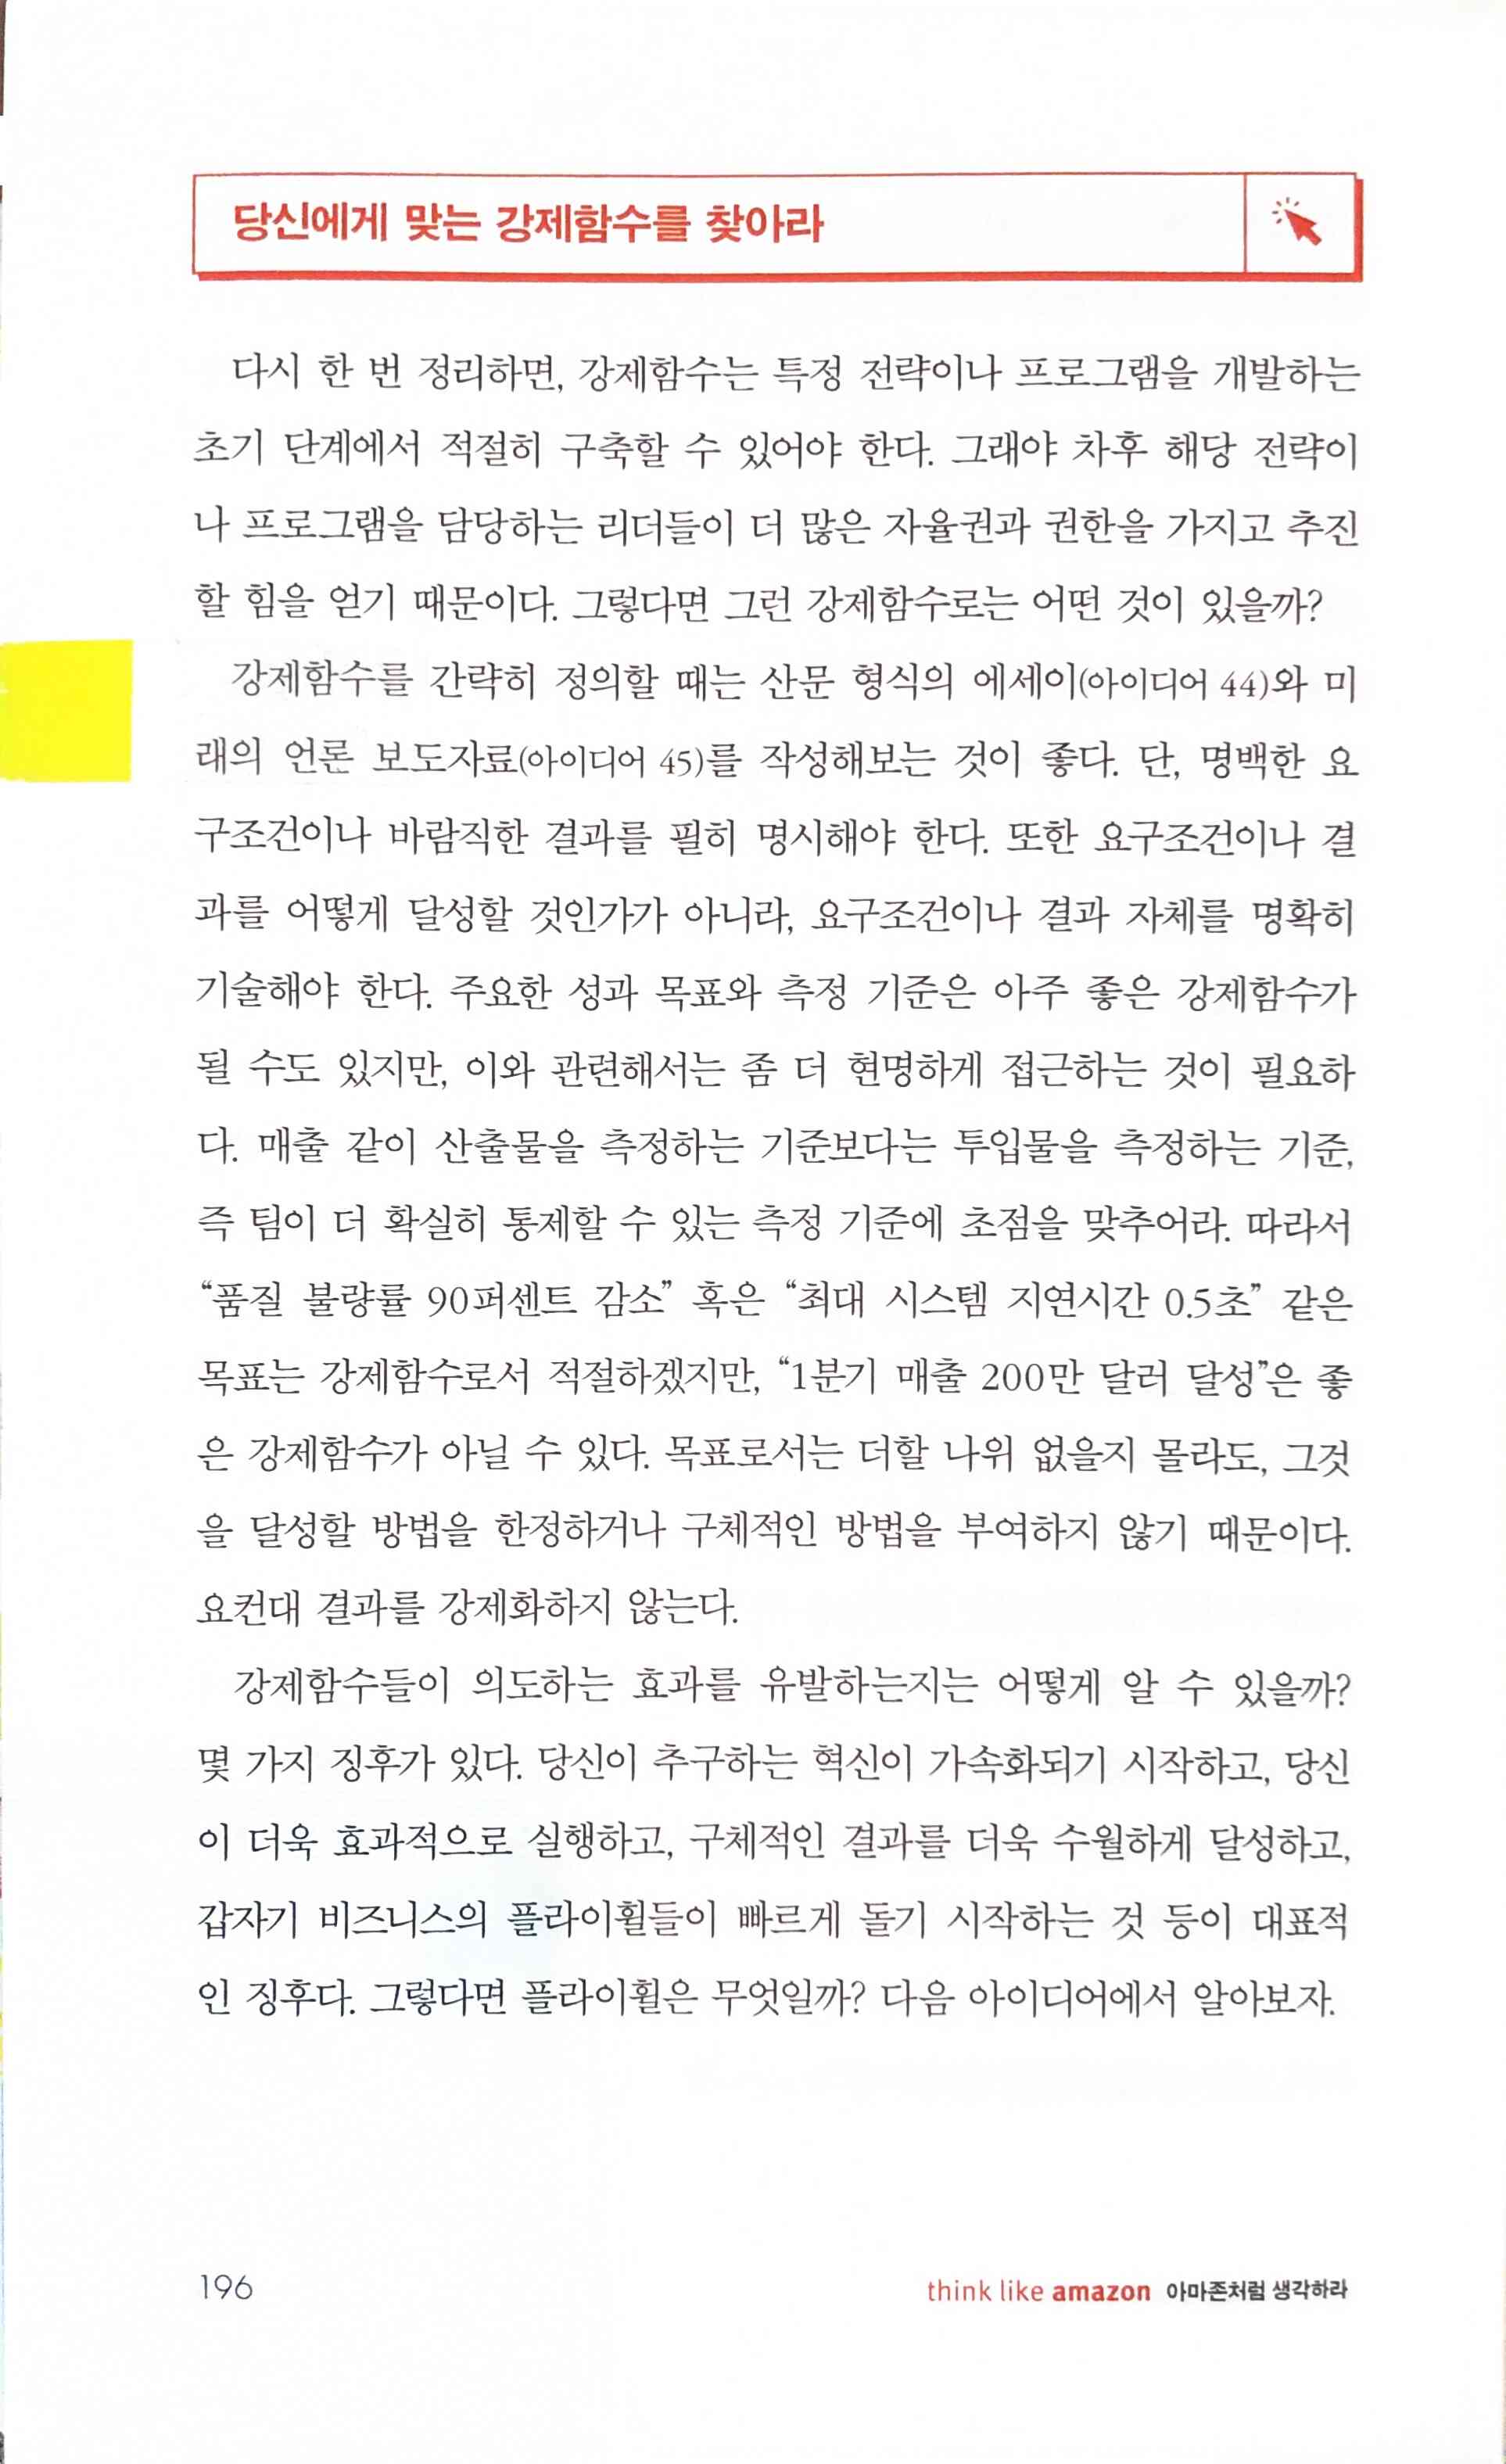 당신에게 맞는 강제함수를 찾아라
다시 한 번 정리하면, 강제함수는 특정 전략이나 프로그램을 개발하는
초기 단계에서 적절히 구축할 수 있어야 한다. 그래야 차후 해당 전략이
나 프로그램을 담당하는 리더들이 더 많은 자율권과 권한을 가지고 추진
할 힘을 얻기 때문이다. 그렇다면 그런 강제함수로는 어떤 것이 있을까?
강제함수를 간략히 정의할 때는 산문 형식의 에세이(아이디어 44)와 미
래의 언론 보도자료(아이디어 45)를 작성해보는 것이 좋다. 단, 명백한 요
구조건이나 바람직한 결과를 필히 명시해야 한다. 또한 요구조건이나 결
과를 어떻게 달성할 것인가가 아니라, 요구조건이나 결과 자체를 명확히
기술해야 한다. 주요한 성과 목표와 측정 기준은 아주 좋은 강제함수가
될 수도 있지만, 이와 관련해서는 좀 더 현명하게 접근하는 것이 필요하
다. 매출 같이 산출물을 측정하는 기준보다는 투입물을 측정하는 기준,
즉 팀이 더 확실히 통제할 수 있는 측정 기준에 초점을 맞추어라. 따라서
“품질 불량률 90퍼센트 감소” 혹은 “최대 시스템 지연시간 0.5초” 같은
목표는 강제함수로서 적절하겠지만, “1분기 매출 200만 달러 달성”은 좋
은 강제함수가 아닐 수 있다. 목표로서는 더할 나위 없을지 몰라도, 그것
을 달성할 방법을 한정하거나 구체적인 방법을 부여하지 않기 때문이다.
요컨대 결과를 강제화하지 않는다.
강제함수들이 의도하는 효과를 유발하는지는 어떻게 알 수 있을까?
몇 가지 징후가 있다. 당신이 추구하는 혁신이 가속화되기 시작하고, 당신
이 더욱 효과적으로 실행하고, 구체적인 결과를 더욱 수월하게 달성하고,
갑자기 비즈니스의 플라이휠들이 빠르게 돌기 시작하는 것 등이 대표적
인 징후다. 그렇다면 플라이휠은 무엇일까? 다음 아이디어에서 알아보자.
196
think like amazon 아마존처럼 생각하라